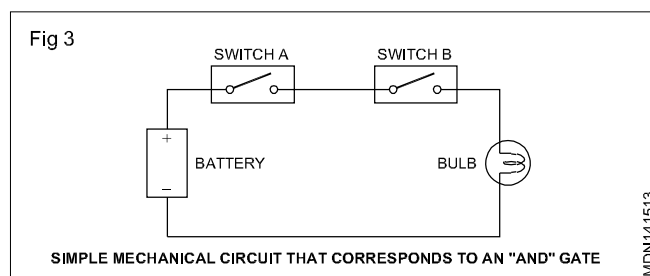 Fig 3
SWITCH A
SWITCH B
+
BATTERY
BULB
–
SIMPLE MECHANICAL CIRCUIT THAT CORRESPONDS TO AN "AND" GATE
MDN141513